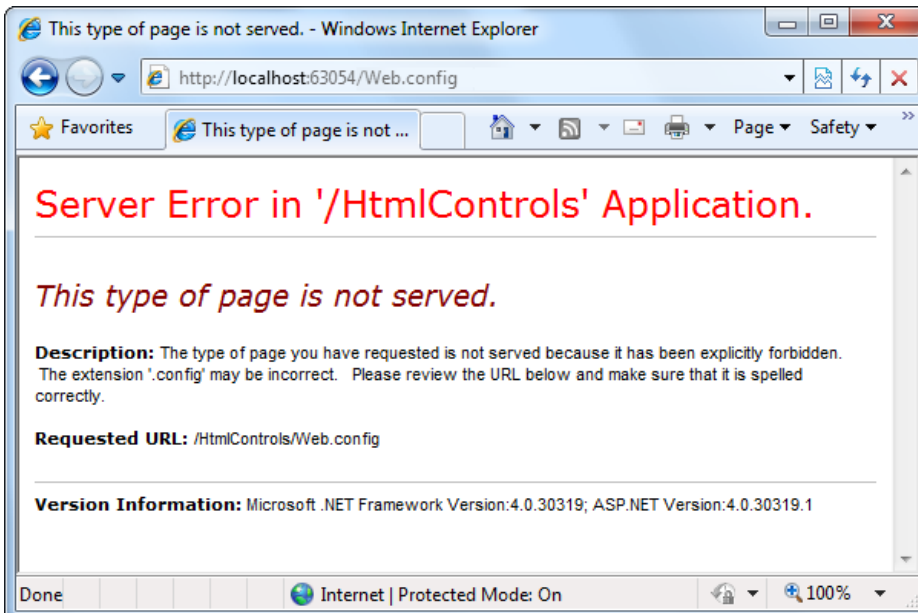 This type of page is not served. - Windows Internet Explorer
http://localhost:63054/Web.config
Favorites
This type of page is not ...
Page
Safety
Server Error in '/HtmlControls' Application.
This type of page is not served.
Description: The type of page you have requested is not served because it has been explicitly forbidden.
The extension '.config' may be incorrect. Please review the URL below and make sure that it is spelled
correctly.
Requested URL: /HtmlControls/Web.config
Version Information: Microsoft .NET Framework Version:4.0.30319; ASP.NET Version:4.0.30319.1
Done
Internet | Protected Mode: On
100%